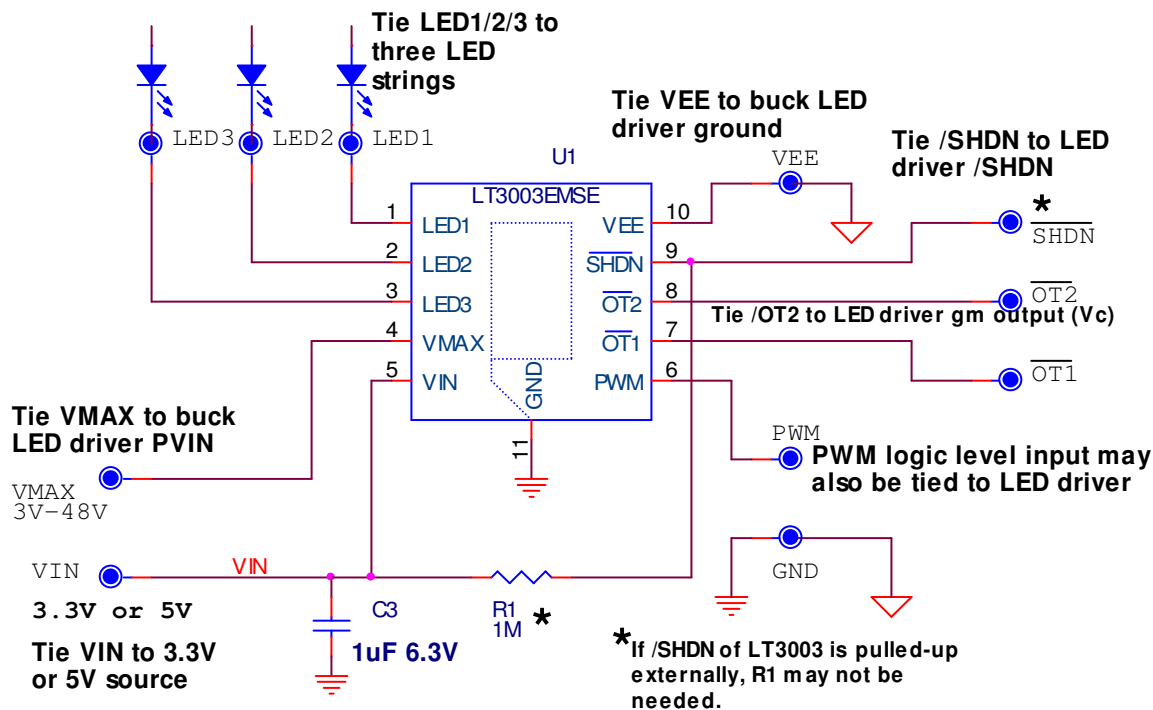 Tie LED1/2/3 to
three LED
strings
LED3
LED2
LED1
Tie VEE to buck LED
driver ground
VEE
Tie /SHDN to LED
driver /SHDN
*
SHDN
U1
LT3003EMSE
1
LED1
2
LED2
3
LED3
4
VMAX
5
VIN
VEE
10
SHDN
9
OT2
8
OT1
7
PWM
6
GND
11
OT2
Tie /OT2 to LED driver gm output (Vc)
OT1
Tie VMAX to buck
LED driver PVIN
VMAX
3V-48V
PWM
PWM logic level input may
also be tied to LED driver
GND
VIN
VIN
3.3V or 5V
Tie VIN to 3.3V
or 5V source
C3
1uF 6.3V
R1
1M *
*If /SHDN of LT3003 is pulled-up
externally, R1 may not be
needed.